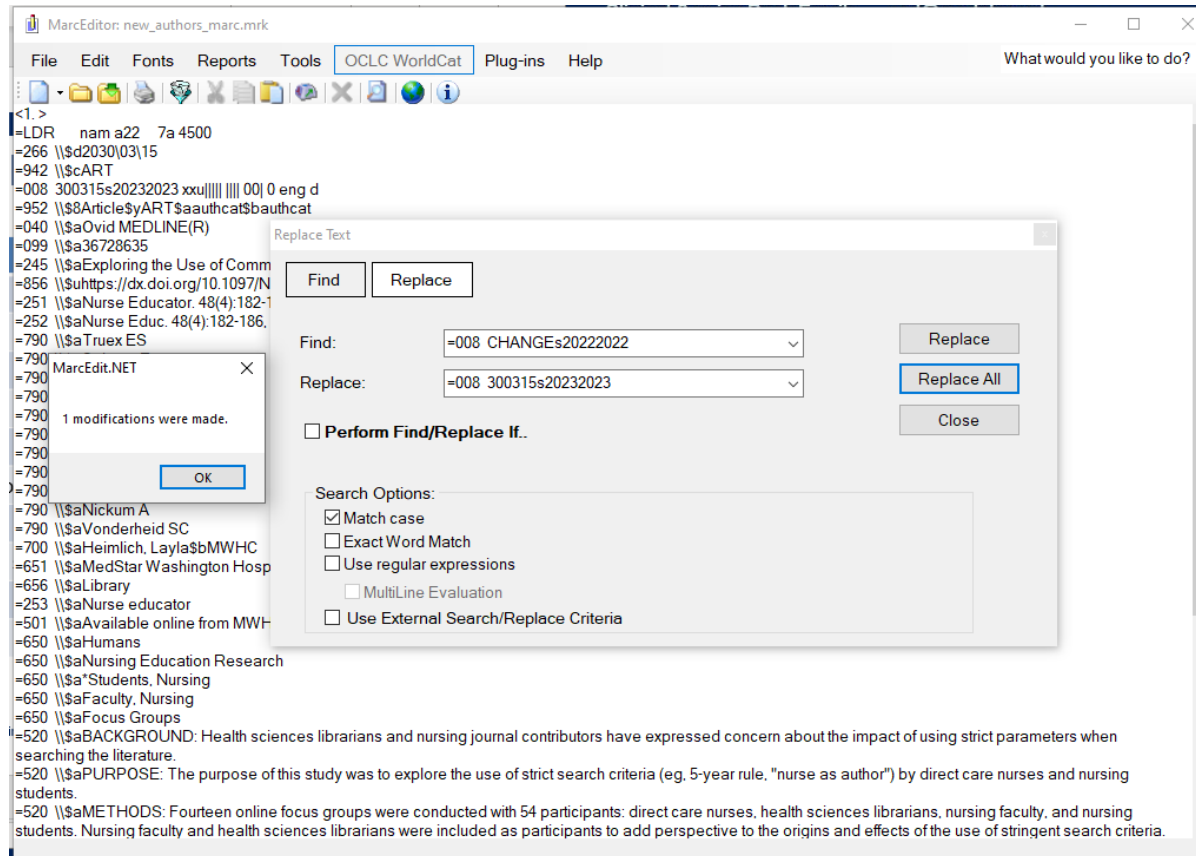 MarcEditor: new_authors_marc.mrk
File Edit Fonts Reports Tools OCLC WorldCat Plug-ins Help What would you like to do?
<1. >
=LDR nam a22 7a 4500
=266 \\$d2030\03\15
=942 \\$cART
=008 300315s20232023 xxu||||| |||| 00| 0 eng d
=952 \\$8Article$yART$aauthcat$bauthcat
=040 \\$aOvid MEDLINE(R)
=099 \\$a36728635
=245 \\$aExploring the Use of Comm
=856 \\$uhttps://dx.doi.org/10.1097/N
=251 \\$aNurse Educator. 48(4):182-1
=252 \\$aNurse Educ. 48(4):182-186,
=790 \\$aTruex ES
=790
=790
=790
=790
=790
=790
=790
=790
=790 \\$aNickum A
=790 \\$aVonderheid SC
=700 \\$aHeimlich, Layla$bMWHC
=651 \\$aMedStar Washington Hosp
=656 \\$aLibrary
=253 \\$aNurse educator
=501 \\$aAvailable online from MWH
=650 \\$aHumans
=650 \\$aNursing Education Research
=650 \\$a*Students, Nursing
=650 \\$aFaculty, Nursing
=650 \\$aFocus Groups
=520 \\$aBACKGROUND: Health sciences librarians and nursing journal contributors have expressed concern about the impact of using strict parameters when
searching the literature.
=520 \\$aPURPOSE: The purpose of this study was to explore the use of strict search criteria (eg, 5-year rule, "nurse as author") by direct care nurses and nursing
students.
=520 \\$aMETHODS: Fourteen online focus groups were conducted with 54 participants: direct care nurses, health sciences librarians, nursing faculty, and nursing
students. Nursing faculty and health sciences librarians were included as participants to add perspective to the origins and effects of the use of stringent search criteria.
MarcEdit.NET
1 modifications were made.
OK
Replace Text
Find Replace
Find: =008 CHANGEs20222022 Replace
Replace: =008 300315s20232023 Replace All
Close
Perform Find/Replace If..
Search Options:
Match case
Exact Word Match
Use regular expressions
MultiLine Evaluation
Use External Search/Replace Criteria